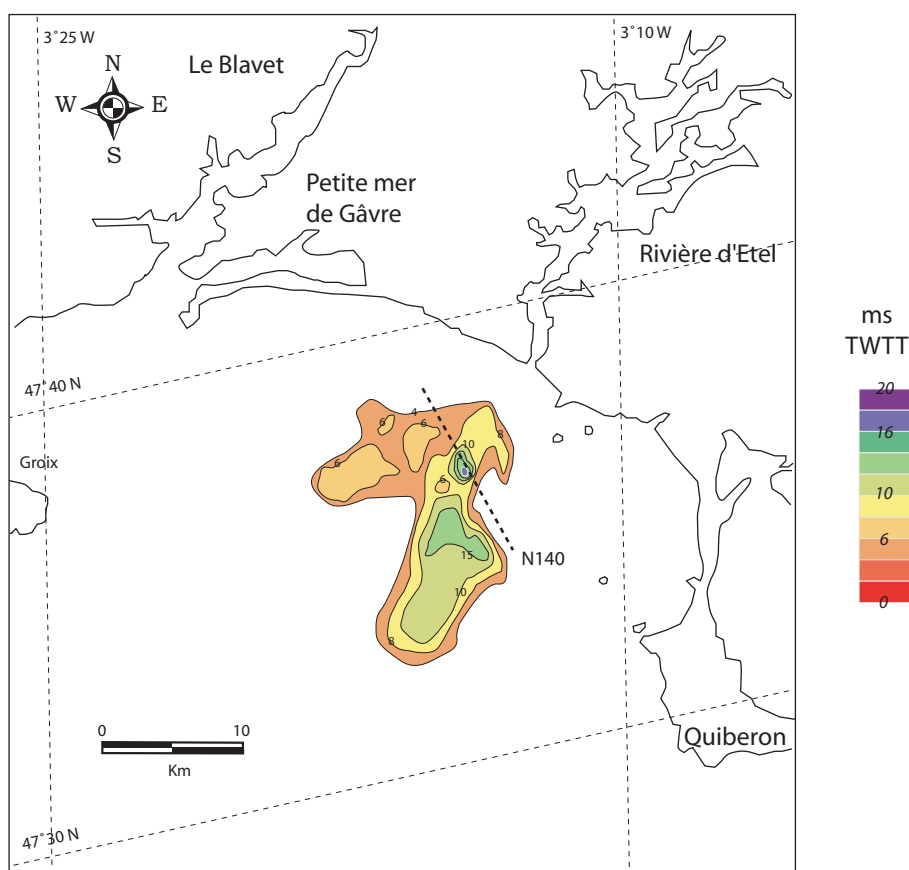 3˚25 W
3˚10 W
Le Blavet
N
W E
S
Petite mer
de Gâvre
Rivière d'Etel
ms
TWTT
20
16
10
6
0
47˚40 N
4
6
6
8
10
6
6
Groix
15
N140
10
8
0 10
Km
Quiberon
47˚30 N